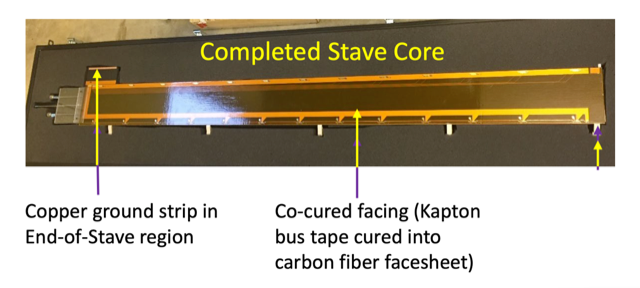 Completed Stave Core
Copper ground strip in
End-of-Stave region
Co-cured facing (Kapton
bus tape cured into
carbon fiber facesheet)